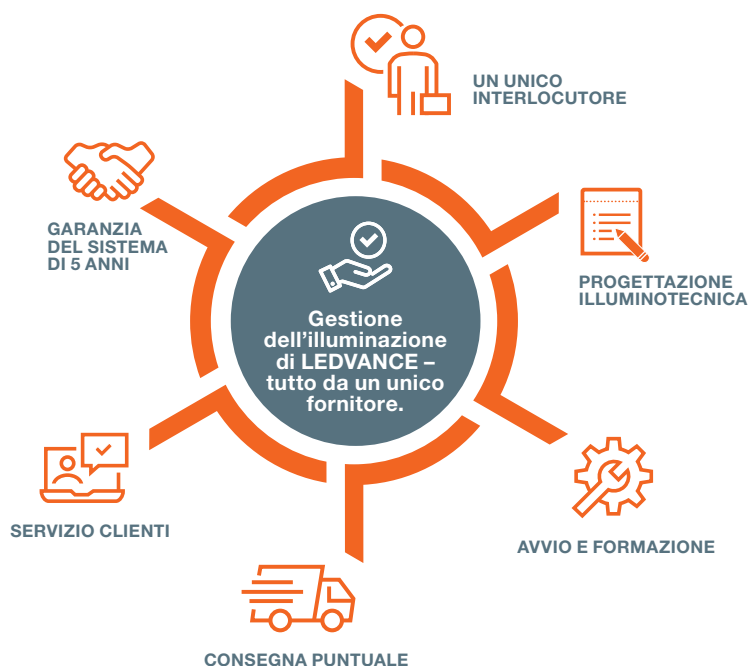 UN UNICO
INTERLOCUTORE
GARANZIA
DEL SISTEMA
DI 5 ANNI
PROGETTAZIONE
ILLUMINOTECNICA
Gestione
dell’illuminazione
di LEDVANCE –
tutto da un unico
fornitore.
SERVIZIO CLIENTI
AVVIO E FORMAZIONE
CONSEGNA PUNTUALE